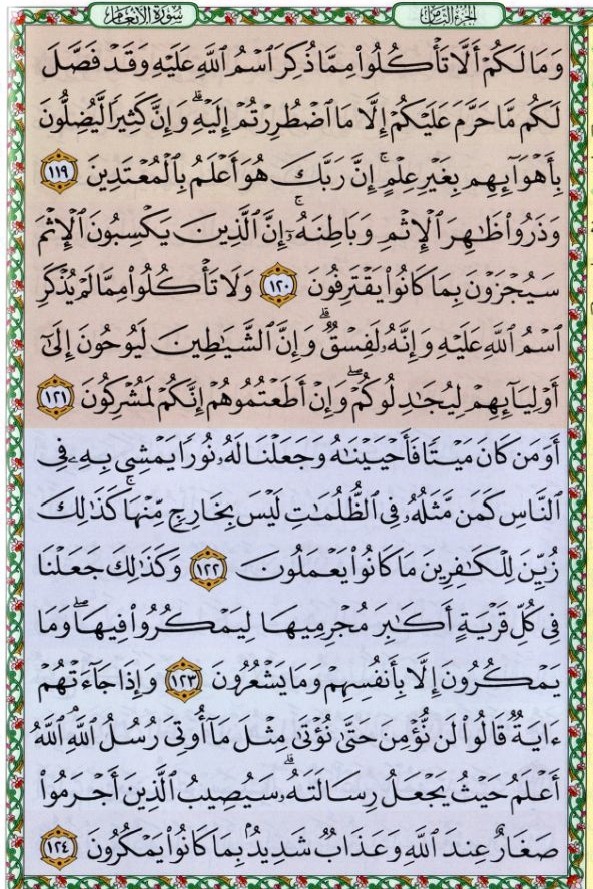 الجزء الثامن
سورة الأنعام
وَمَا لَكُمْ أَلَّا تَأْكُلُوا۟ مِمَّا ذُكِرَ ٱسْمُ ٱللَّهِ عَلَيْهِ وَقَدْ فَصَّلَ
لَكُم مَّا حَرَّمَ عَلَيْكُمْ إِلَّا مَا ٱضْطُرِرْتُمْ إِلَيْهِ ۗ وَإِنَّ كَثِيرًا لَّيُضِلُّونَ
بِأَهْوَآئِهِم بِغَيْرِ عِلْمٍ ۗ إِنَّ رَبَّكَ هُوَ أَعْلَمُ بِٱلْمُعْتَدِينَ ١١٩
وَذَرُوا۟ ظَـٰهِرَ ٱلْإِثْمِ وَبَاطِنَهُۥٓ ۚ إِنَّ ٱلَّذِينَ يَكْسِبُونَ ٱلْإِثْمَ
سَيُجْزَوْنَ بِمَا كَانُوا۟ يَقْتَرِفُونَ ١٢٠ وَلَا تَأْكُلُوا۟ مِمَّا لَمْ يُذْكَرِ
ٱسْمُ ٱللَّهِ عَلَيْهِ وَإِنَّهُۥ لَفِسْقٌ ۗ وَإِنَّ ٱلشَّيَـٰطِينَ لَيُوحُونَ إِلَىٰٓ
أَوْلِيَآئِهِمْ لِيُجَـٰدِلُوكُمْ ۖ وَإِنْ أَطَعْتُمُوهُمْ إِنَّكُمْ لَمُشْرِكُونَ ١٢١
أَوَمَن كَانَ مَيْتًا فَأَحْيَيْنَـٰهُ وَجَعَلْنَا لَهُۥ نُورًا يَمْشِى بِهِۦ فِى
ٱلنَّاسِ كَمَن مَّثَلُهُۥ فِى ٱلظُّلُمَـٰتِ لَيْسَ بِخَارِجٍ مِّنْهَا ۚ كَذَٰلِكَ
زُيِّنَ لِلْكَـٰفِرِينَ مَا كَانُوا۟ يَعْمَلُونَ ١٢٢ وَكَذَٰلِكَ جَعَلْنَا
فِى كُلِّ قَرْيَةٍ أَكَـٰبِرَ مُجْرِمِيهَا لِيَمْكُرُوا۟ فِيهَا ۖ وَمَا
يَمْكُرُونَ إِلَّا بِأَنفُسِهِمْ وَمَا يَشْعُرُونَ ١٢٣ وَإِذَا جَآءَتْهُمْ
ءَايَةٌ قَالُوا۟ لَن نُّؤْمِنَ حَتَّىٰ نُؤْتَىٰ مِثْلَ مَآ أُوتِىَ رُسُلُ ٱللَّهِ ۘ ٱللَّهُ
أَعْلَمُ حَيْثُ يَجْعَلُ رِسَالَتَهُۥ ۗ سَيُصِيبُ ٱلَّذِينَ أَجْرَمُوا۟
صَغَارٌ عِندَ ٱللَّهِ وَعَذَابٌ شَدِيدٌۢ بِمَا كَانُوا۟ يَمْكُرُونَ ١٢٤